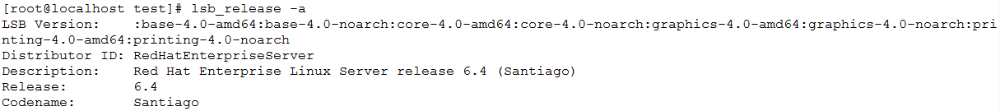 [root@localhost test]# lsb_release -a
LSB Version:    :base-4.0-amd64:base-4.0-noarch:core-4.0-amd64:core-4.0-noarch:graphics-4.0-amd64:graphics-4.0-noarch:pri
nting-4.0-amd64:printing-4.0-noarch
Distributor ID: RedHatEnterpriseServer
Description:    Red Hat Enterprise Linux Server release 6.4 (Santiago)
Release:        6.4
Codename:       Santiago